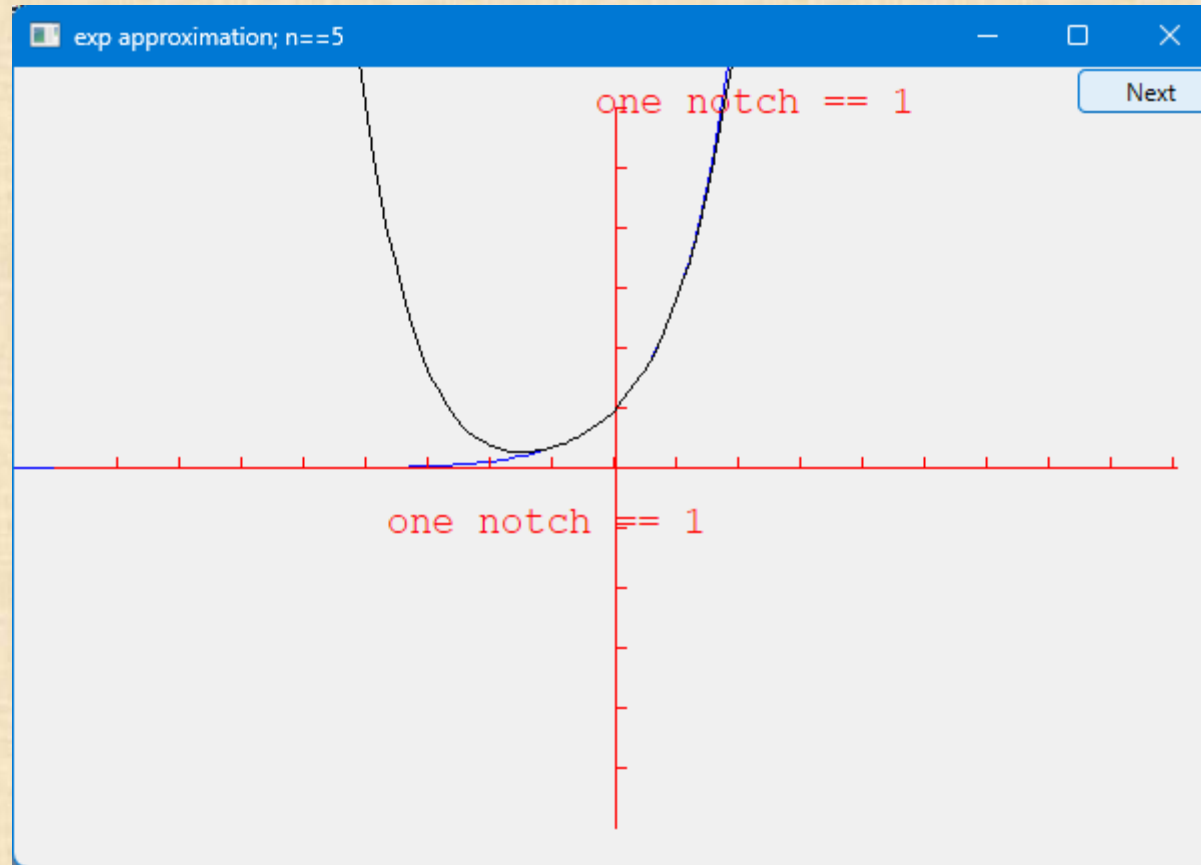 exp approximation; n==5
one notch == 1
Next
one notch == 1